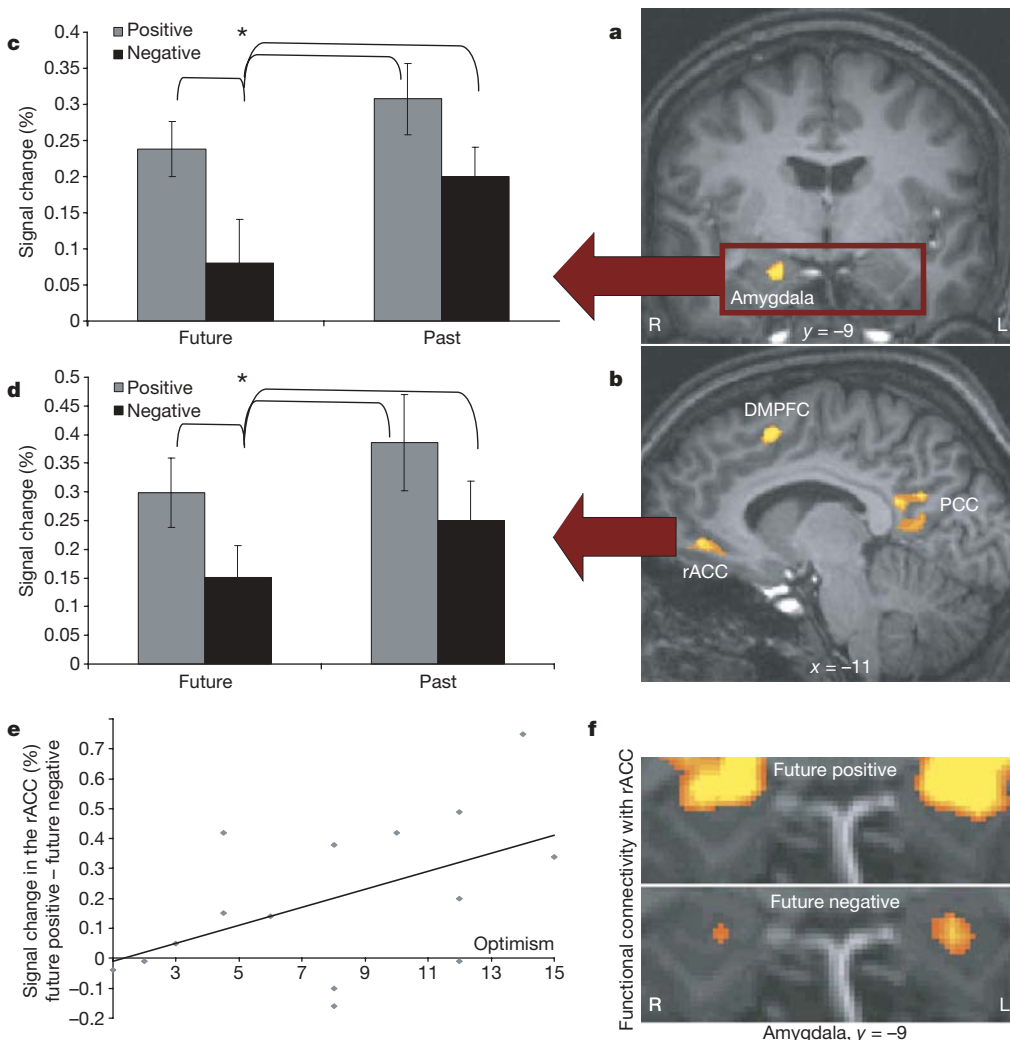 c
Positive
Negative
*
Signal change (%)
0.4
0.35
0.3
0.25
0.2
0.15
0.1
0.05
0
Future
Past
a
Amygdala
R
y = –9
L
d
Positive
Negative
*
Signal change (%)
0.5
0.45
0.4
0.35
0.3
0.25
0.2
0.15
0.1
0.05
0
Future
Past
b
DMPFC
PCC
rACC
x = –11
e
Signal change in the rACC (%)
future positive – future negative
0.7
0.6
0.5
0.4
0.3
0.2
0.1
0
–0.1
–0.2
Optimism
3
5
7
9
11
13
15
f
Functional connectivity with rACC
Future positive
Future negative
R
L
Amygdala, y = –9